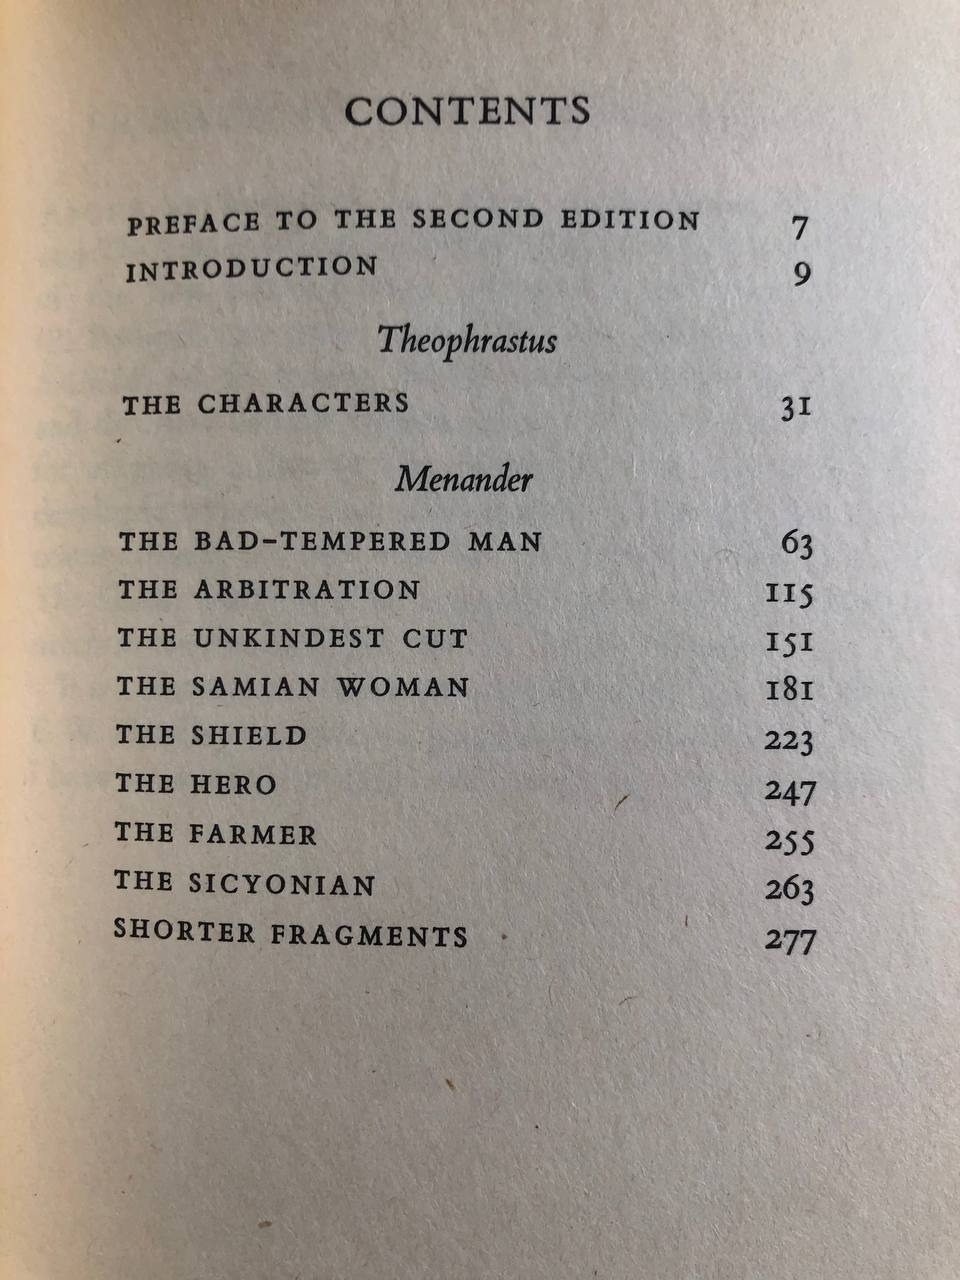 CONTENTS
PREFACE TO THE SECOND EDITION 7
INTRODUCTION 9
Theophrastus
THE CHARACTERS 31
Menander
THE BAD-TEMPERED MAN 63
THE ARBITRATION 115
THE UNKINDEST CUT 151
THE SAMIAN WOMAN 181
THE SHIELD 223
THE HERO 247
THE FARMER 255
THE SICYONIAN 263
SHORTER FRAGMENTS 277